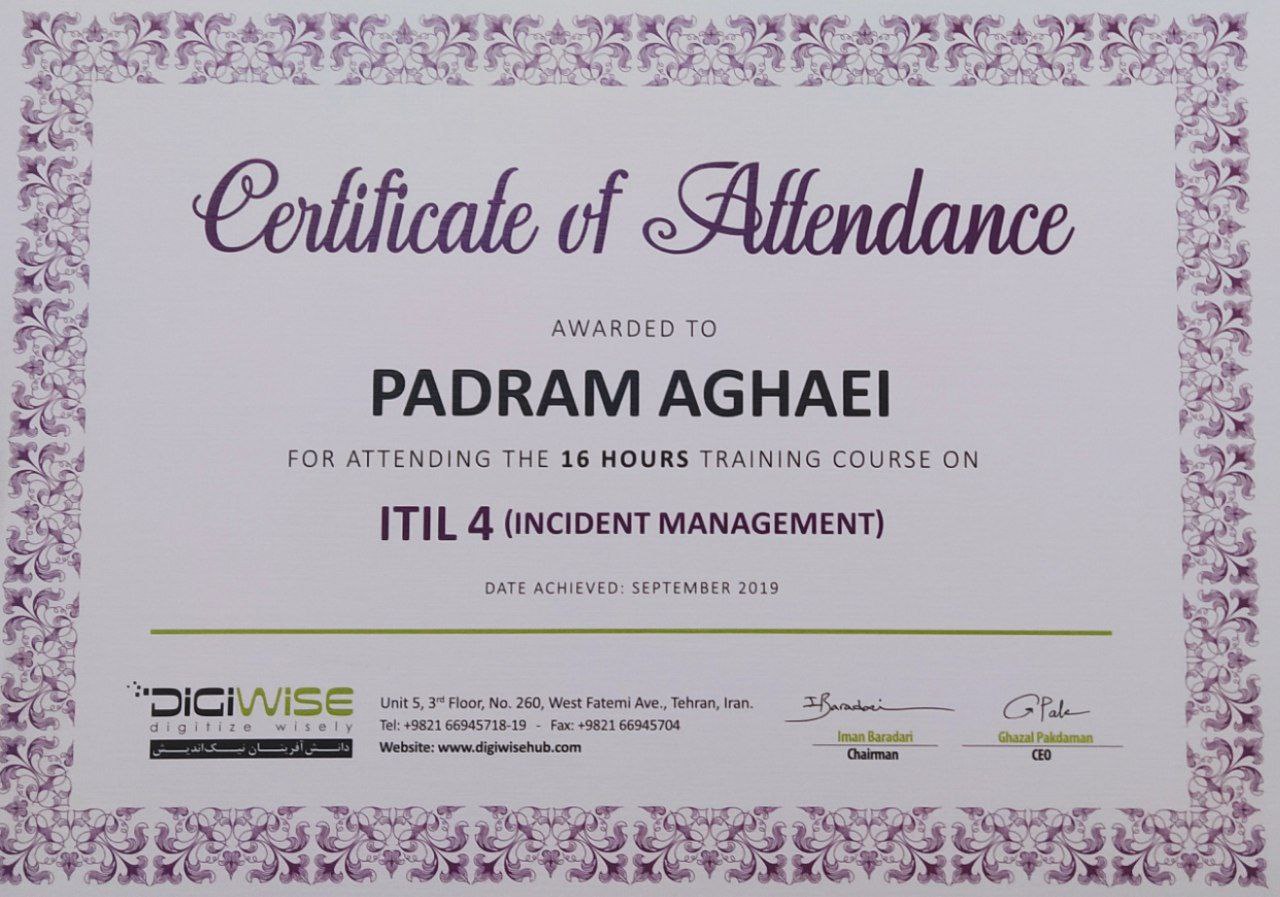 Certificate of Attendance
AWARDED TO
PADRAM AGHAEI
FOR ATTENDING THE 16 HOURS TRAINING COURSE ON
ITIL 4 (INCIDENT MANAGEMENT)
DATE ACHIEVED: SEPTEMBER 2019
DiGiWiSE
digitize wisely
دانش آفرینان نیک‌اندیش
Unit 5, 3rd Floor, No. 260, West Fatemi Ave., Tehran, Iran.
Tel: +9821 66945718-19 - Fax: +9821 66945704
Website: www.digiwisehub.com
I Baradari
Iman Baradari
Chairman
G Pak
Ghazal Pakdaman
CEO